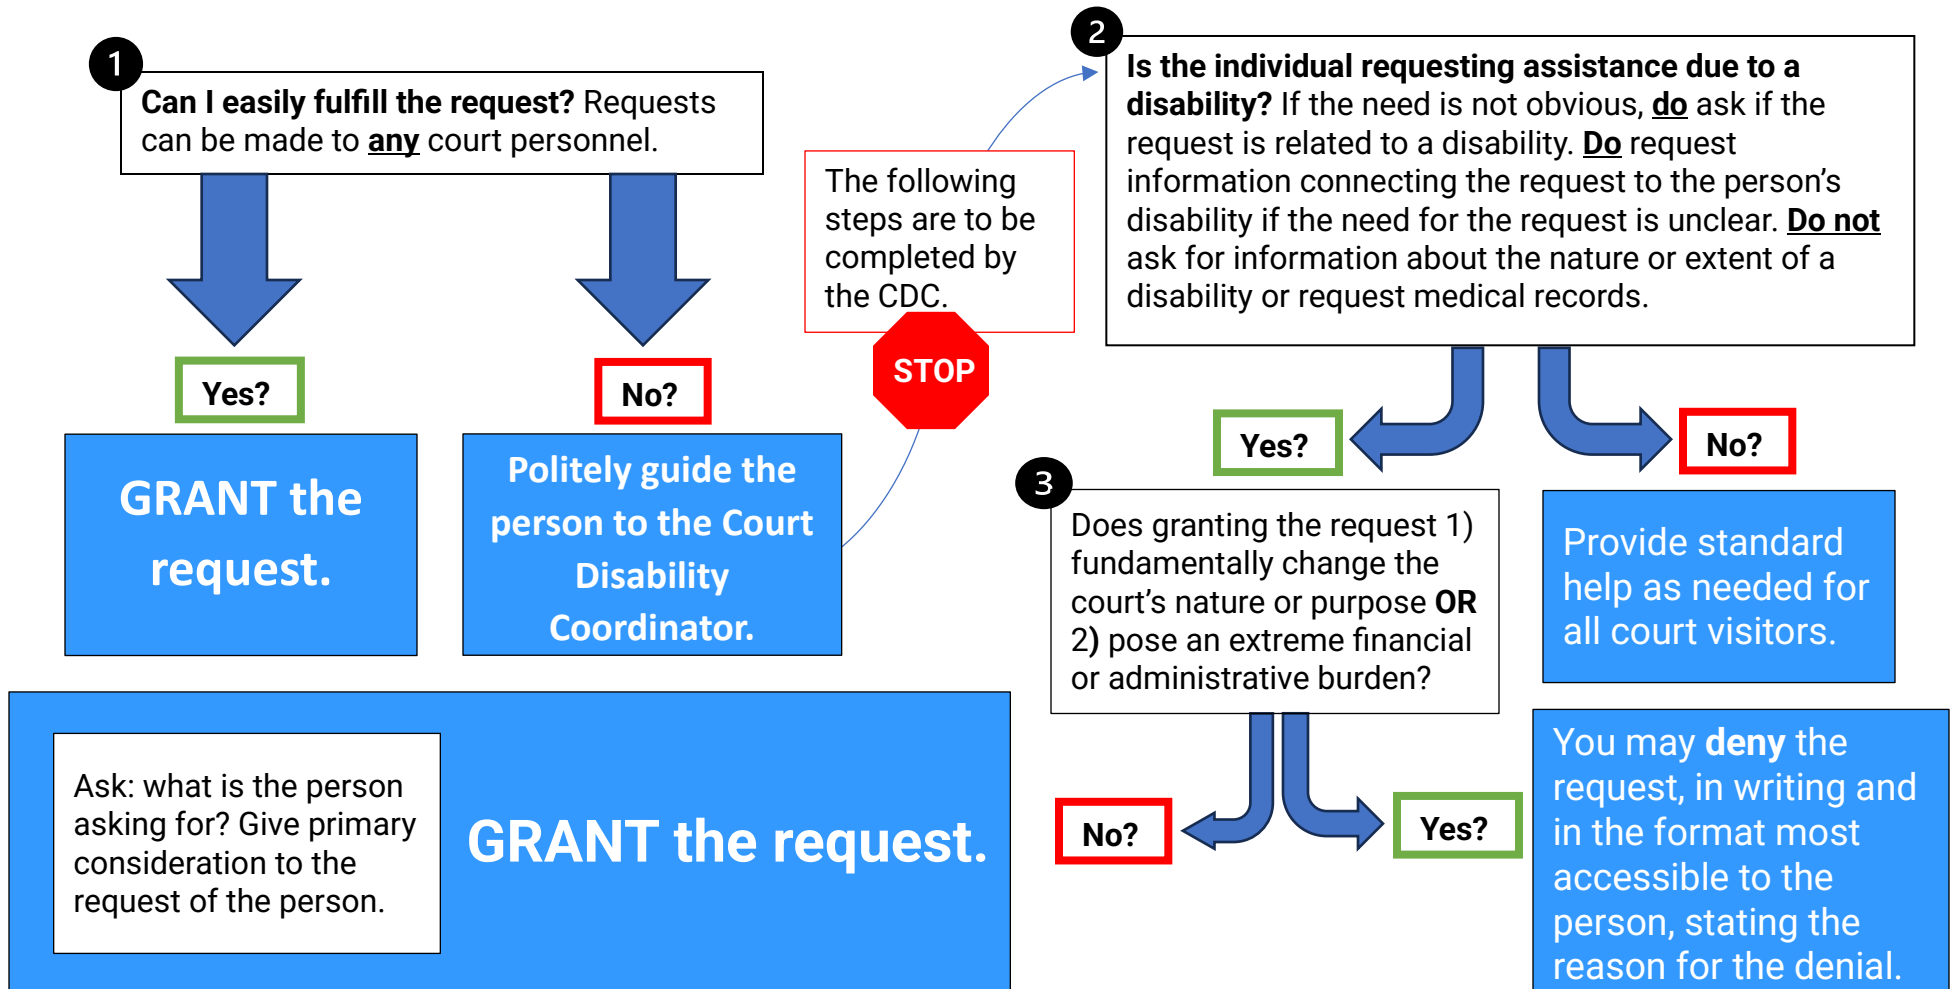 1
Can I easily fulfill the request? Requests
can be made to any court personnel.
Yes?
GRANT the
request.
No?
Politely guide the
person to the Court
Disability
Coordinator.
The following
steps are to be
completed by
the CDC.
STOP
2
Is the individual requesting assistance due to a
disability? If the need is not obvious, do ask if the
request is related to a disability. Do request
information connecting the request to the person's
disability if the need for the request is unclear. Do not
ask for information about the nature or extent of a
disability or request medical records.
Yes?
No?
Provide standard
help as needed for
all court visitors.
3
Does granting the request 1)
fundamentally change the
court's nature or purpose OR
2) pose an extreme financial
or administrative burden?
No?
Yes?
Ask: what is the person
asking for? Give primary
consideration to the
request of the person.
GRANT the request.
You may deny the
request, in writing and
in the format most
accessible to the
person, stating the
reason for the denial.